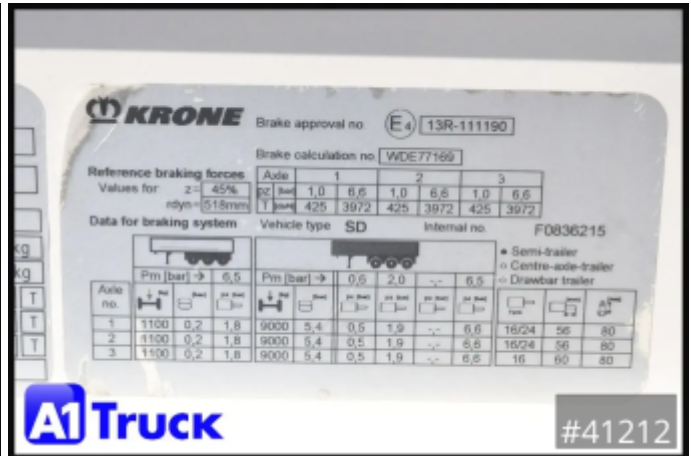 KRONE
Brake approval no. E4 13R-111190
Brake calculation no. WDE77169
Reference braking forces Axle 1 2 3
Values for z= 45% pz [bar] 1,0 6,6 1,0 6,6 1,0 6,6
rdyn= 518mm T 425 3972 425 3972 425 3972
Data for braking system Vehicle type SD Internal no. F0836215
Semi-trailer
Centre-axle-trailer
Drawbar trailer
Pm [bar] → 6,5 Pm [bar] → 0,6 2,0 -,- 6,5
Axle no.
1 1100 0,2 1,8 9000 5,4 0,5 1,9 -,- 6,6 16/24 56 80
2 1100 0,2 1,8 9000 5,4 0,5 1,9 -,- 6,6 16/24 56 80
3 1100 0,2 1,8 9000 5,4 0,5 1,9 -,- 6,6 16 60 80
kg
kg
T
T
T
A1 Truck
#41212